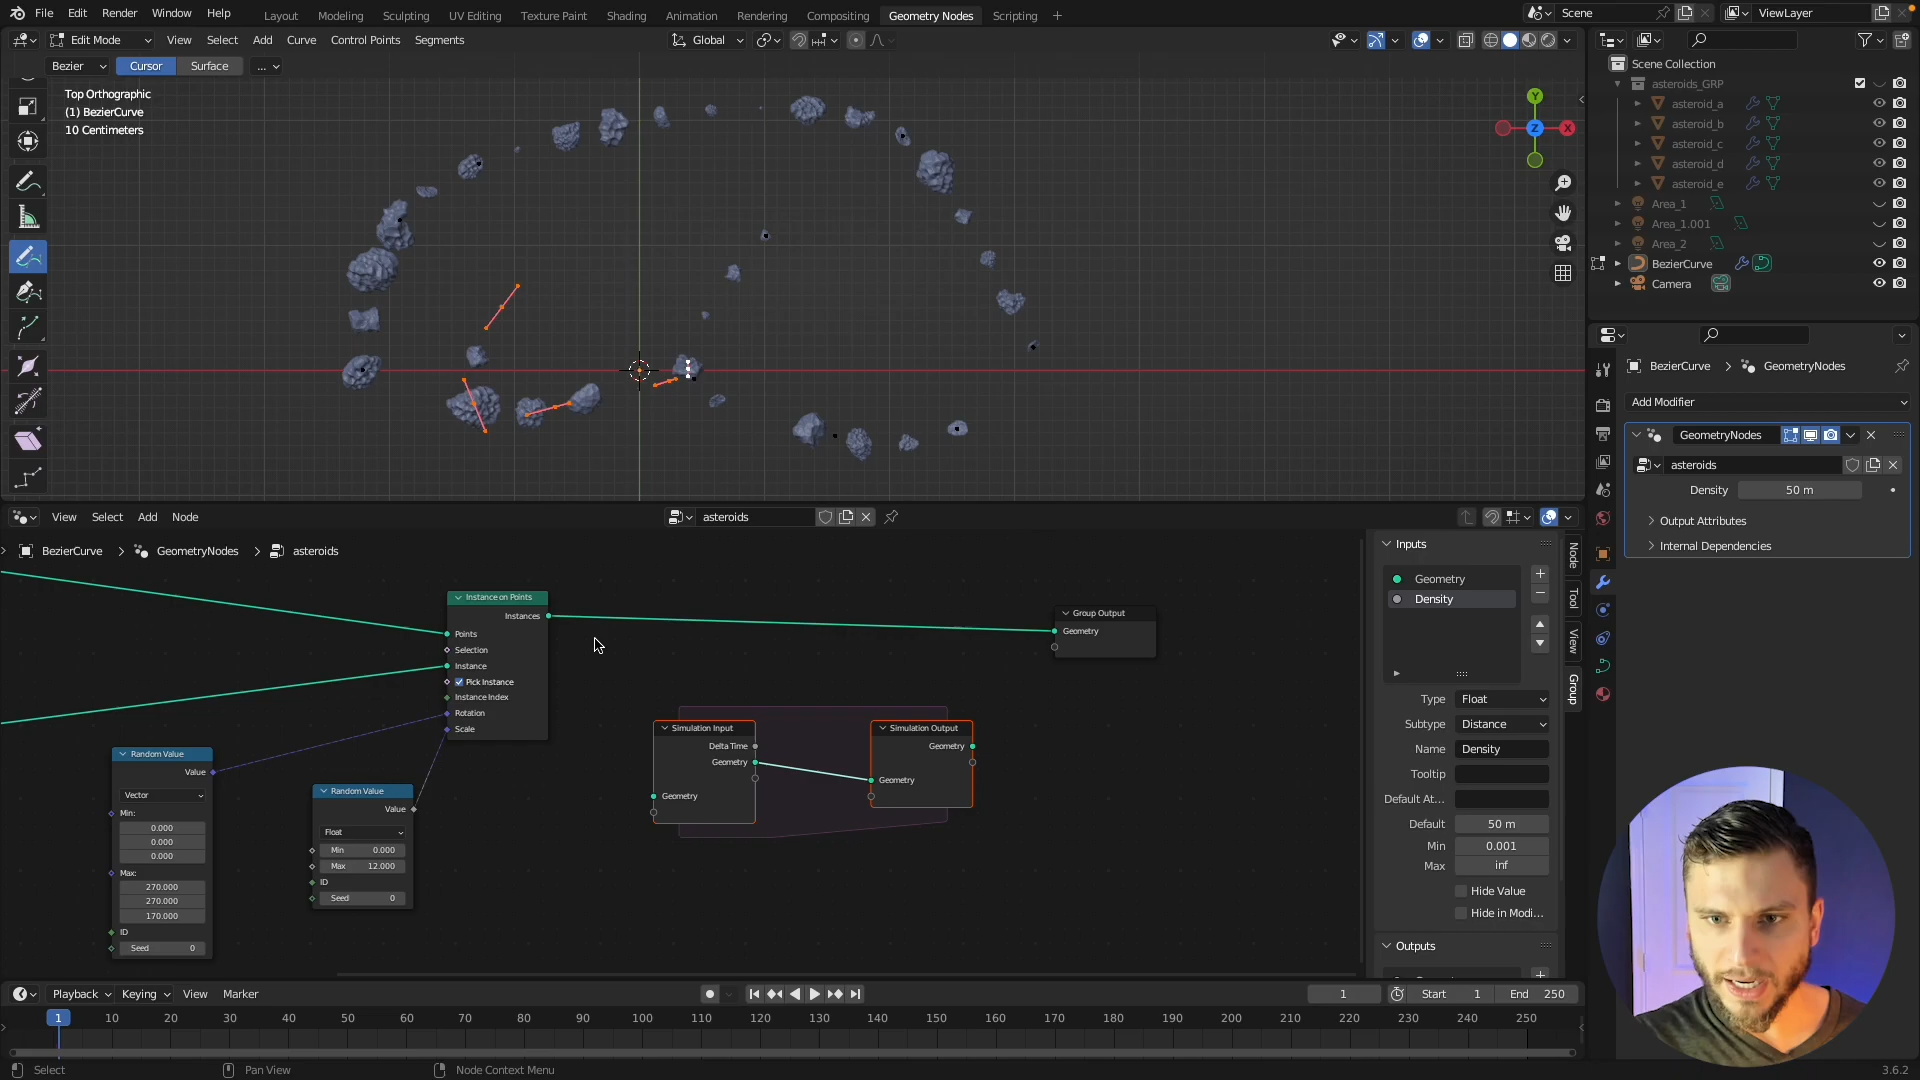 File Edit Render Window Help Layout Modeling Sculpting UV Editing Texture Paint Shading Animation Rendering Compositing Geometry Nodes Scripting + Scene ViewLayer
Edit Mode View Select Add Curve Control Points Segments Global
Bezier Cursor Surface ...
Top Orthographic
(1) BezierCurve
10 Centimeters
Y
Z
X
Scene Collection
asteroids_GRP
asteroid_a
asteroid_b
asteroid_c
asteroid_d
asteroid_e
Area_1
Area_1.001
Area_2
BezierCurve
Camera
BezierCurve > GeometryNodes
Add Modifier
GeometryNodes
asteroids
Density 50 m
Output Attributes
Internal Dependencies
View Select Add Node asteroids
BezierCurve > GeometryNodes > asteroids
Instance on Points
Instances
Points
Selection
Instance
Pick Instance
Instance Index
Rotation
Scale
Random Value
Value
Vector
Min:
0.000
0.000
0.000
Max:
270.000
270.000
170.000
ID
Seed 0
Random Value
Value
Float
Min 0.000
Max 12.000
ID
Seed 0
Simulation Input
Delta Time
Geometry
Geometry
Simulation Output
Geometry
Geometry
Group Output
Geometry
Inputs
Geometry
Density
Type Float
Subtype Distance
Name Density
Tooltip
Default At...
Default 50 m
Min 0.001
Max inf
Hide Value
Hide in Modi...
Outputs
Node
Tool
View
Group
Playback Keying View Marker 1 Start 1 End 250
1 10 20 30 40 50 60 70 80 90 100 110 120 130 140 150 160 170 180 190 200 210 220 230 240 250
Select Pan View Node Context Menu 3.6.2